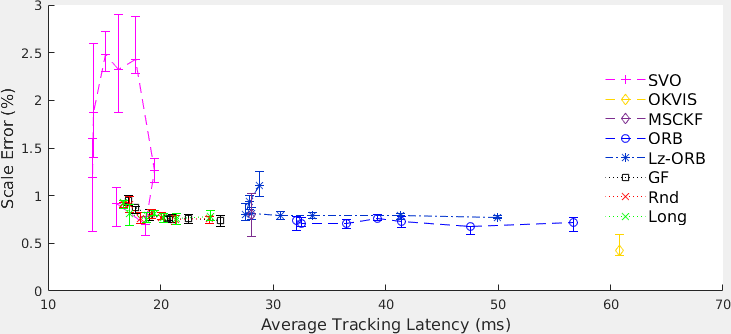 3
2.5
2
1.5
1
0.5
0
Scale Error (%)
10 20 30 40 50 60 70
Average Tracking Latency (ms)
SVO
OKVIS
MSCKF
ORB
Lz-ORB
GF
Rnd
Long